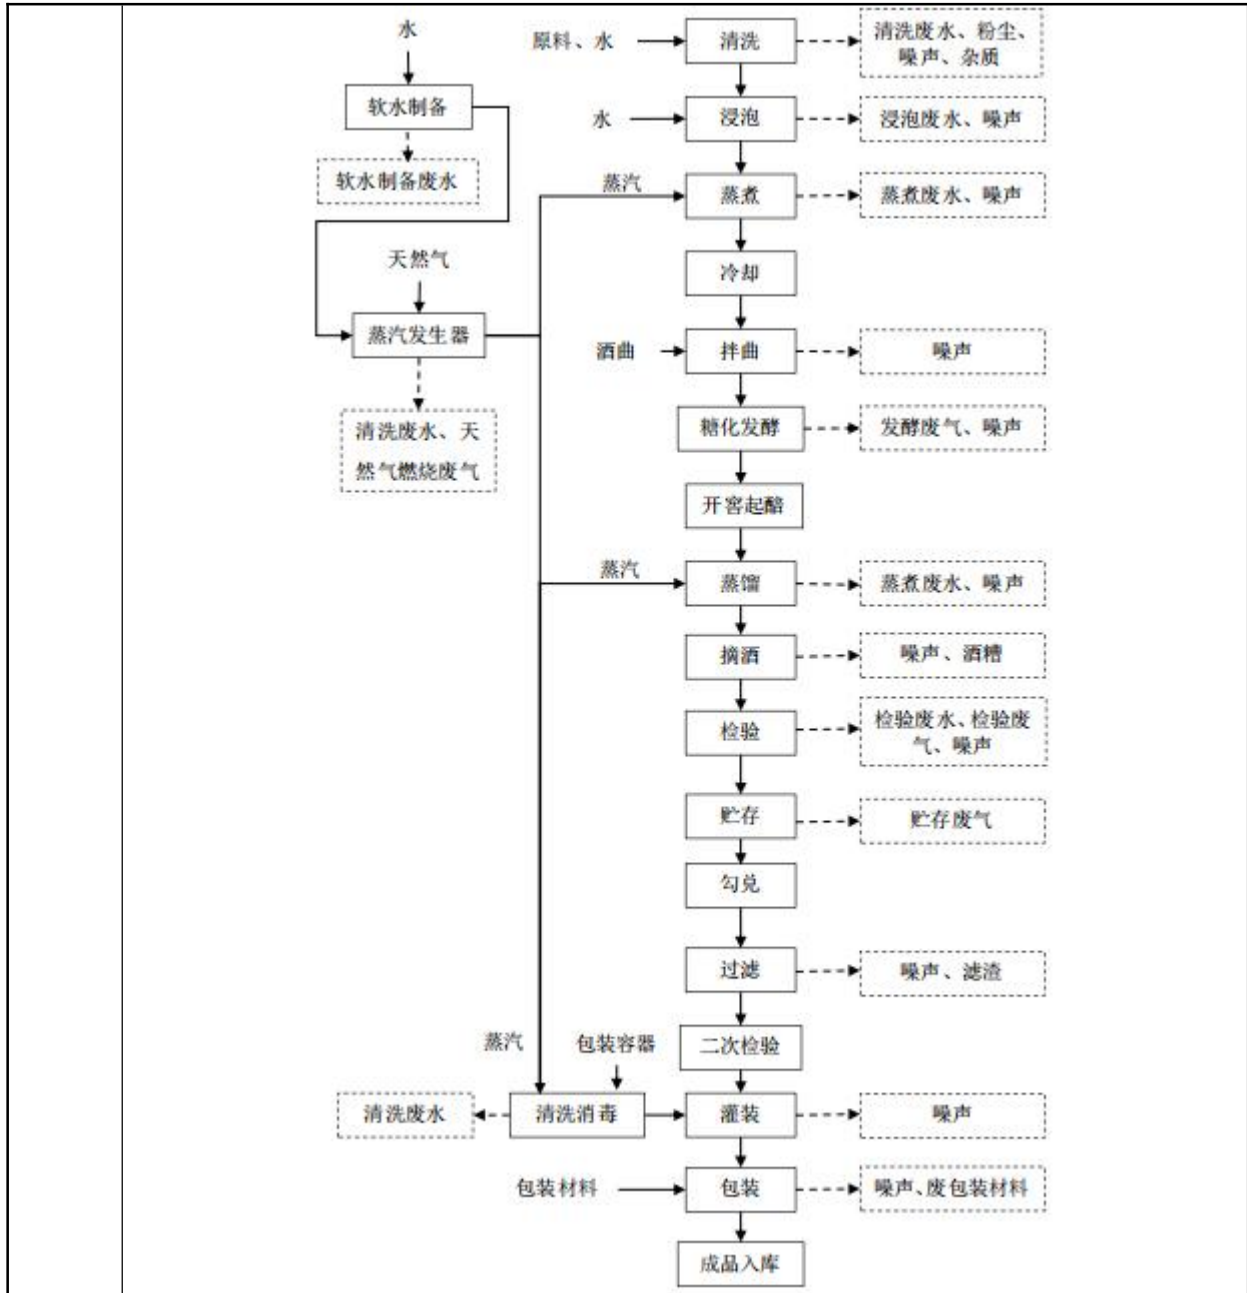 水
原料、水
清洗
清洗废水、粉尘、
噪声、杂质
软水制备
水
浸泡
浸泡废水、噪声
软水制备废水
蒸汽
蒸煮
蒸煮废水、噪声
天然气
冷却
蒸汽发生器
酒曲
拌曲
噪声
清洗废水、天
然气燃烧废气
糖化发酵
发酵废气、噪声
开窖起醅
蒸汽
蒸馏
蒸煮废水、噪声
摘酒
噪声、酒糟
检验
检验废水、检验废
气、噪声
贮存
贮存废气
勾兑
过滤
噪声、滤渣
蒸汽
包装容器
二次检验
清洗废水
清洗消毒
灌装
噪声
包装材料
包装
噪声、废包装材料
成品入库